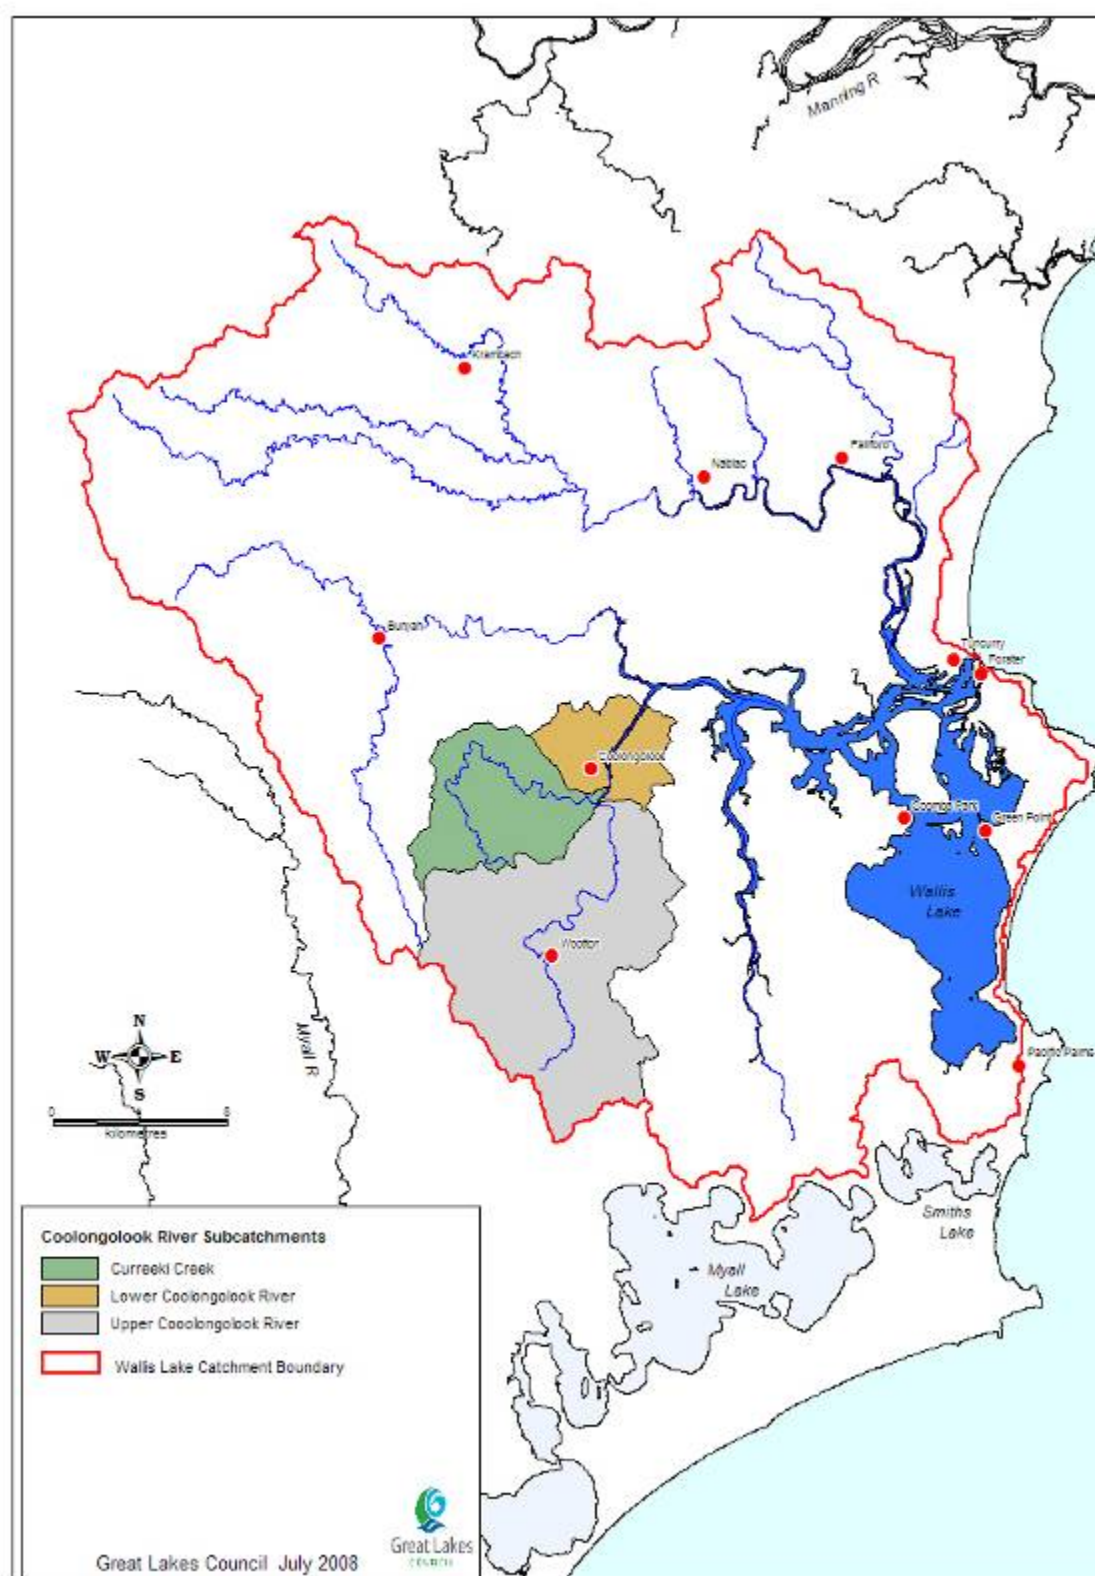 Manning R
Krambach
Nabiac
Failford
Bunyah
Tuncurry
Forster
Coolongolook
Coomba Park
Green Point
Wallis
Lake
Wootton
N
W
E
S
Myall R
Pacific Palms
0
8
kilometres
Smiths
Lake
Myall
Lake
Coolongolook River Subcatchments
Curreeki Creek
Lower Coolongolook River
Upper Cooolongolook River
Wallis Lake Catchment Boundary
Great Lakes
COUNCIL
Great Lakes Council July 2008